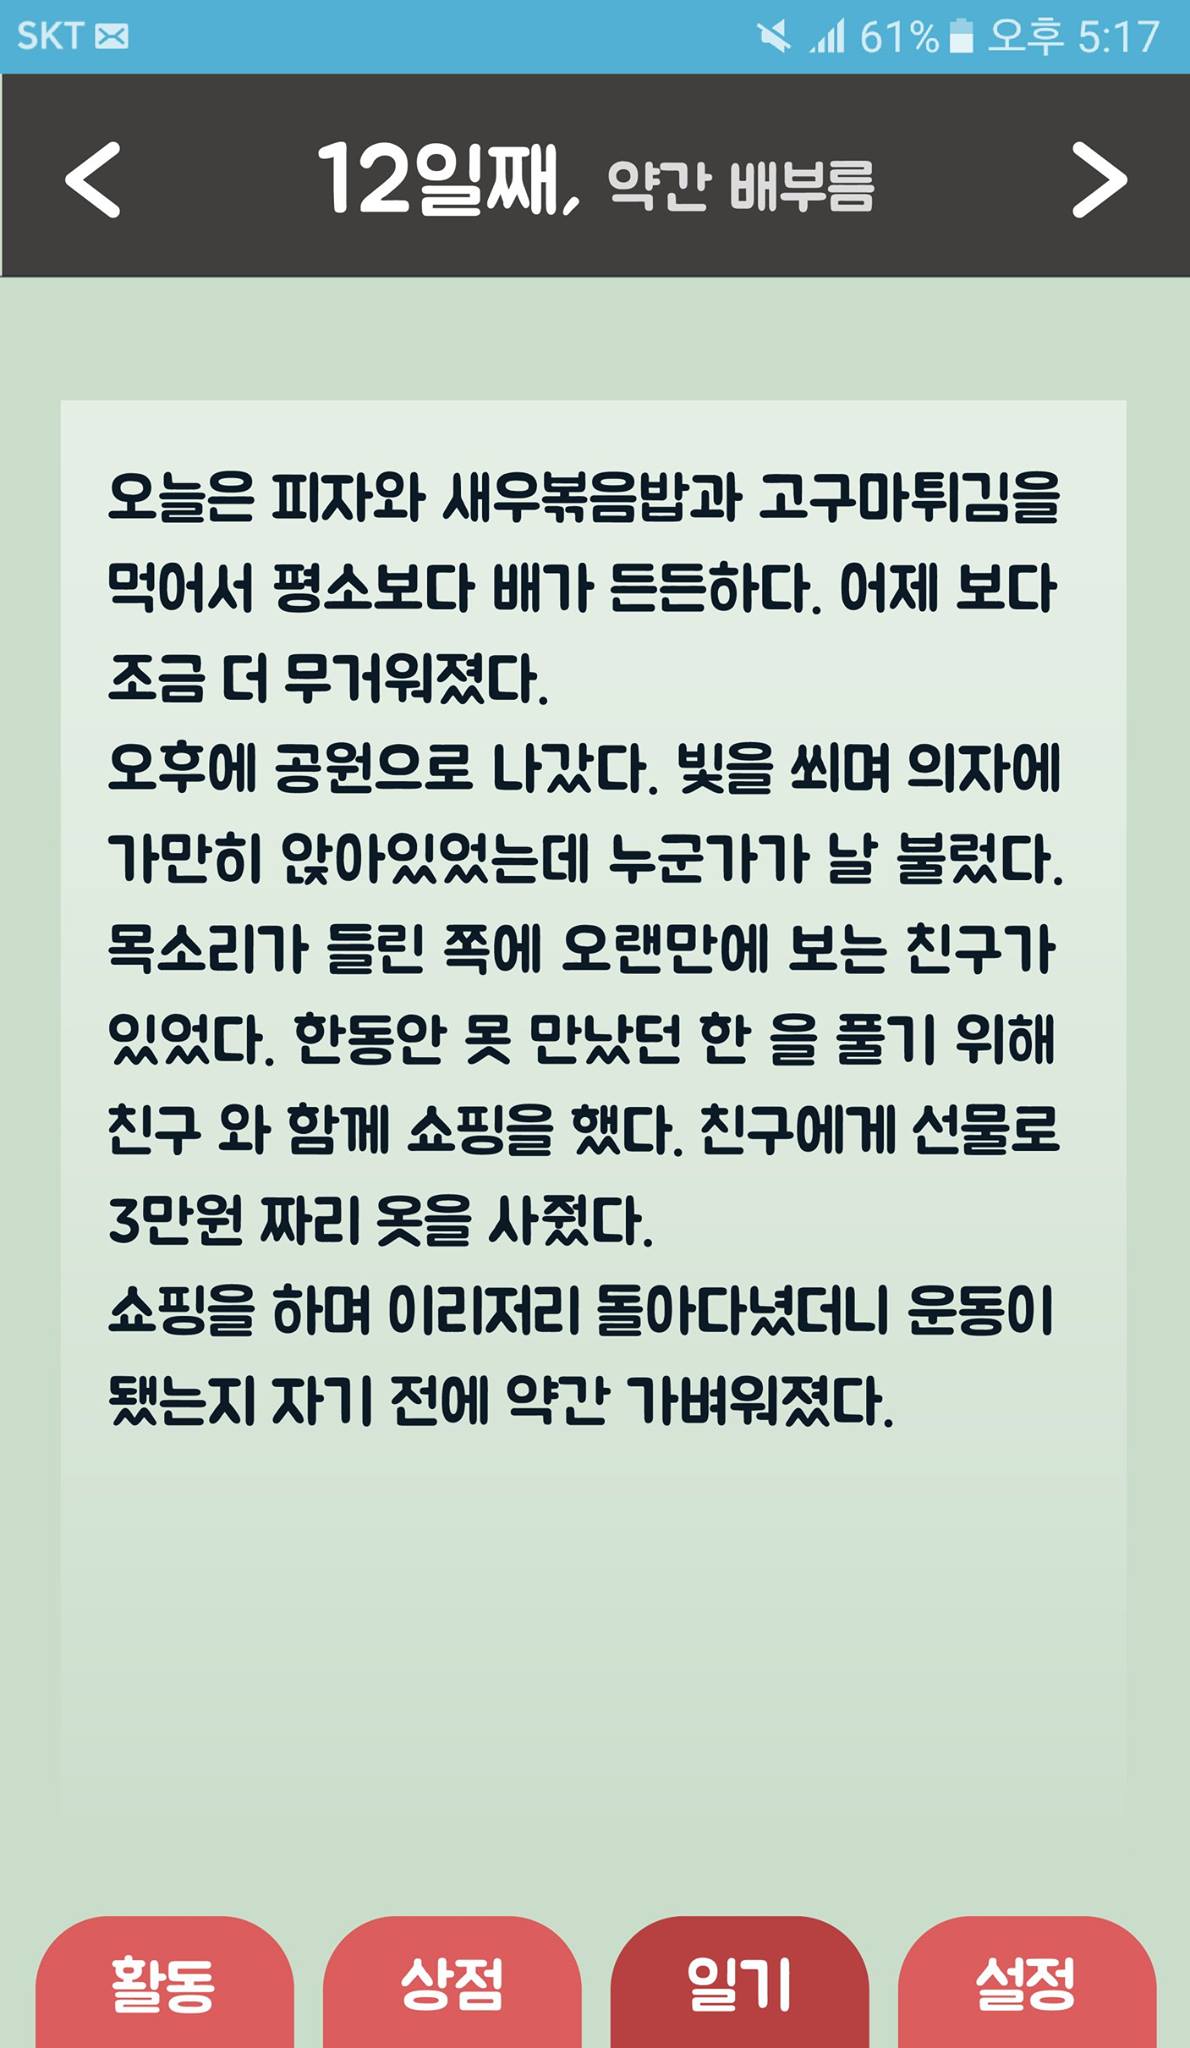 SKT
61% 오후 5:17
12일째, 약간 배부름
오늘은 피자와 새우볶음밥과 고구마튀김을
먹어서 평소보다 배가 든든하다. 어제 보다
조금 더 무거워졌다.
오후에 공원으로 나갔다. 빛을 쐬며 의자에
가만히 앉아있었는데 누군가가 날 불렀다.
목소리가 들린 쪽에 오랜만에 보는 친구가
있었다. 한동안 못 만났던 한 을 풀기 위해
친구 와 함께 쇼핑을 했다. 친구에게 선물로
3만원 짜리 옷을 사줬다.
쇼핑을 하며 이리저리 돌아다녔더니 운동이
됐는지 자기 전에 약간 가벼워졌다.
활동 상점 일기 설정